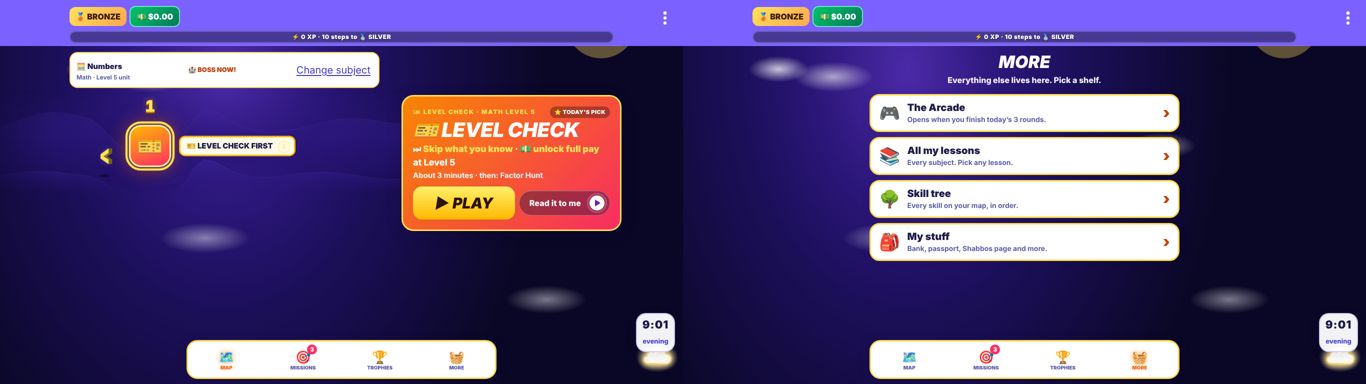 BRONZE
$0.00
0 XP · 10 steps to SILVER
Numbers
Math · Level 5 unit
BOSS NOW!
Change subject
1
LEVEL CHECK FIRST
LEVEL CHECK · MATH LEVEL 5
TODAY'S PICK
LEVEL CHECK
Skip what you know · unlock full pay
at Level 5
About 3 minutes · then: Factor Hunt
PLAY
Read it to me
9:01
evening
MAP
3
MISSIONS
TROPHIES
MORE
BRONZE
$0.00
0 XP · 10 steps to SILVER
MORE
Everything else lives here. Pick a shelf.
The Arcade
Opens when you finish today's 3 rounds.
All my lessons
Every subject. Pick any lesson.
Skill tree
Every skill on your map, in order.
My stuff
Bank, passport, Shabbos page and more.
9:01
evening
MAP
3
MISSIONS
TROPHIES
MORE